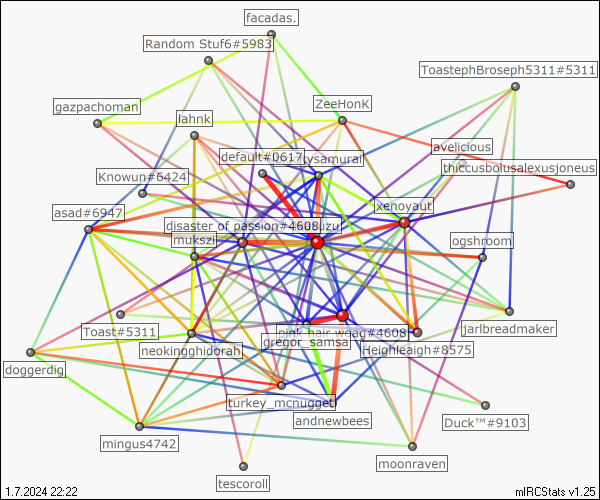 facadas.
Random Stuf6#5983
ToastephBroseph5311#5311
gazpachoman
ZeeHonK
lahnk
avelicious
default#0617
tysamurai
thiccusbolusalexusjoneus
Knowun#6424
xenoyaut
asad#6947
disaster of passion#4608
uzu
mukszi
ogshroom
Toast#5311
pink hair wgag#4608
jarlbreadmaker
gregor_samsa
neokingghidorah
Heighleaigh#8575
doggerdig
turkey_mcnugget
andnewbees
Duck™#9103
mingus4742
moonraven
tescoroll
1.7.2024 22:22
mIRCStats v1.25